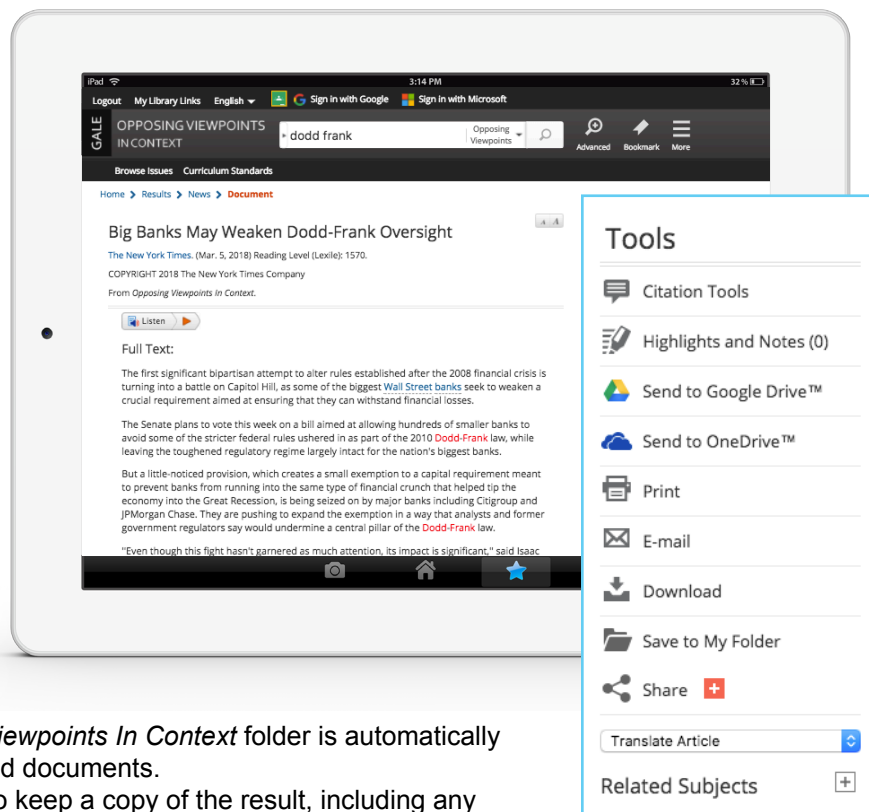 iPad 3:14 PM 32%
Logout My Library Links English Sign in with Google Sign in with Microsoft
GALE OPPOSING VIEWPOINTS IN CONTEXT
dodd frank
Opposing Viewpoints
Advanced Bookmark More
Browse Issues Curriculum Standards
Home > Results > News > Document
A A
Big Banks May Weaken Dodd-Frank Oversight
The New York Times. (Mar. 5, 2018) Reading Level (Lexile): 1570.
COPYRIGHT 2018 The New York Times Company
From Opposing Viewpoints In Context.
Listen
Full Text:
The first significant bipartisan attempt to alter rules established after the 2008 financial crisis is
turning into a battle on Capitol Hill, as some of the biggest Wall Street banks seek to weaken a
crucial requirement aimed at ensuring that they can withstand financial losses.
The Senate plans to vote this week on a bill aimed at allowing hundreds of smaller banks to
avoid some of the stricter federal rules ushered in as part of the 2010 Dodd-Frank law, while
leaving the toughened regulatory regime largely intact for the nation's biggest banks.
But a little-noticed provision, which creates a small exemption to a capital requirement meant
to prevent banks from running into the same type of financial crunch that helped tip the
economy into the Great Recession, is being seized on by major banks including Citigroup and
JPMorgan Chase. They are pushing to expand the exemption in a way that analysts and former
government regulators say would undermine a central pillar of the Dodd-Frank law.
"Even though this fight hasn't garnered as much attention, its impact is significant," said Isaac
Tools
Citation Tools
Highlights and Notes (0)
Send to Google Drive™
Send to OneDrive™
Print
E-mail
Download
Save to My Folder
Share +
Translate Article
Related Subjects +
iewpoints In Context folder is automatically
d documents.
o keep a copy of the result, including any